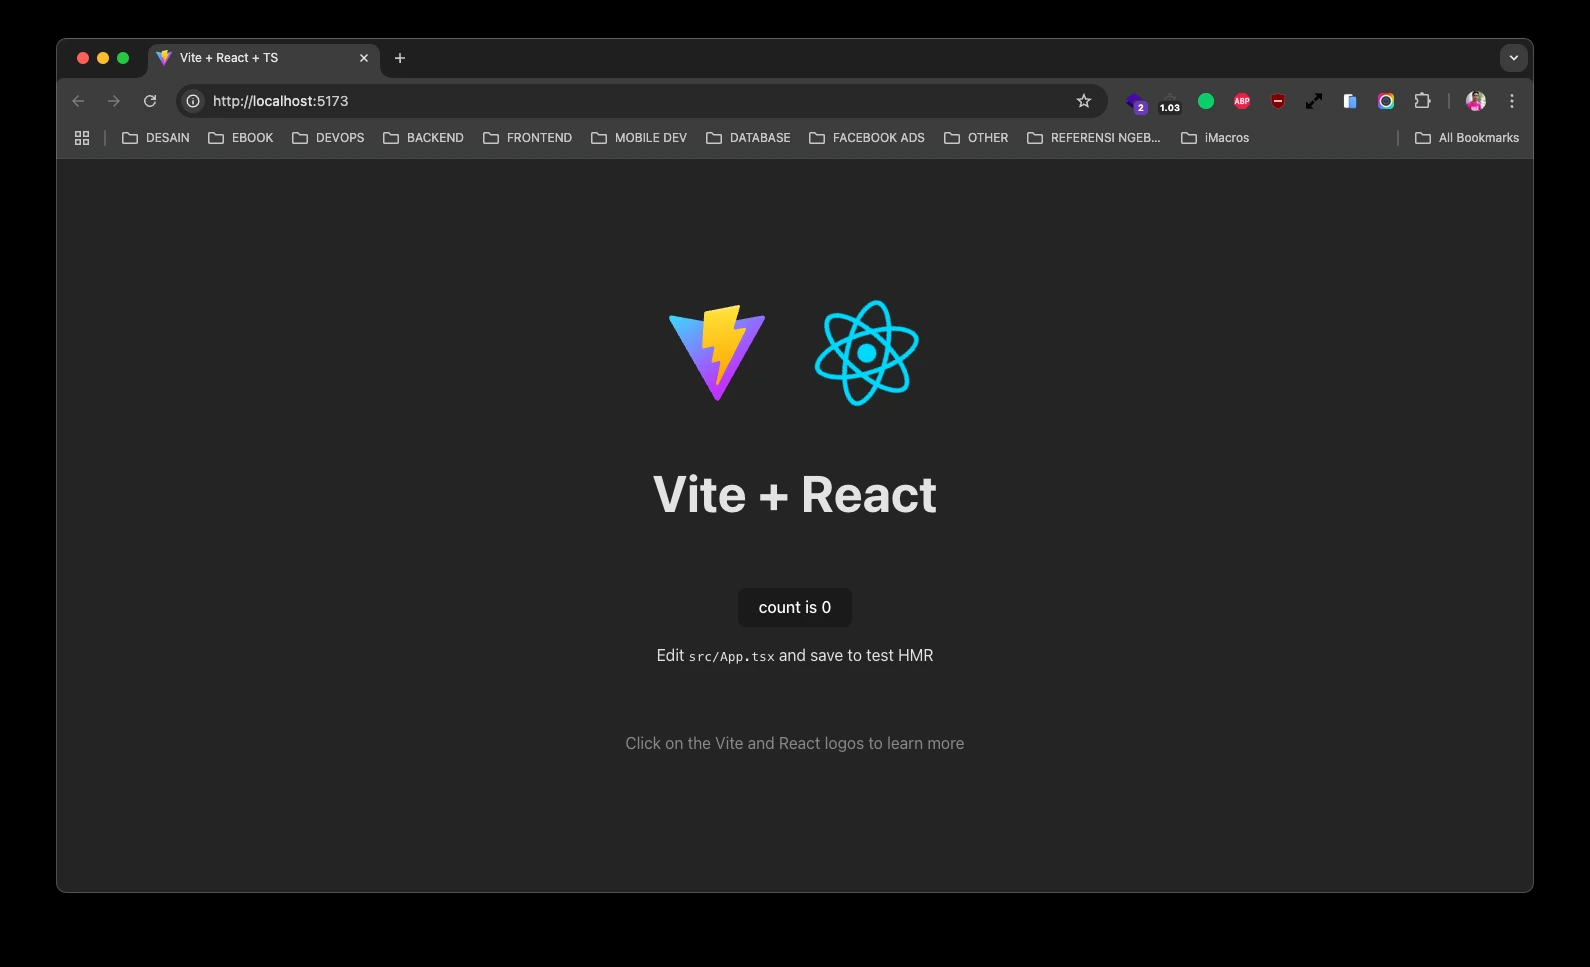 Vite + React + TS
http://localhost:5173
2
1.03
ABP
DESAIN
EBOOK
DEVOPS
BACKEND
FRONTEND
MOBILE DEV
DATABASE
FACEBOOK ADS
OTHER
REFERENSI NGEB...
iMacros
All Bookmarks
Vite + React
count is 0
Edit src/App.tsx and save to test HMR
Click on the Vite and React logos to learn more